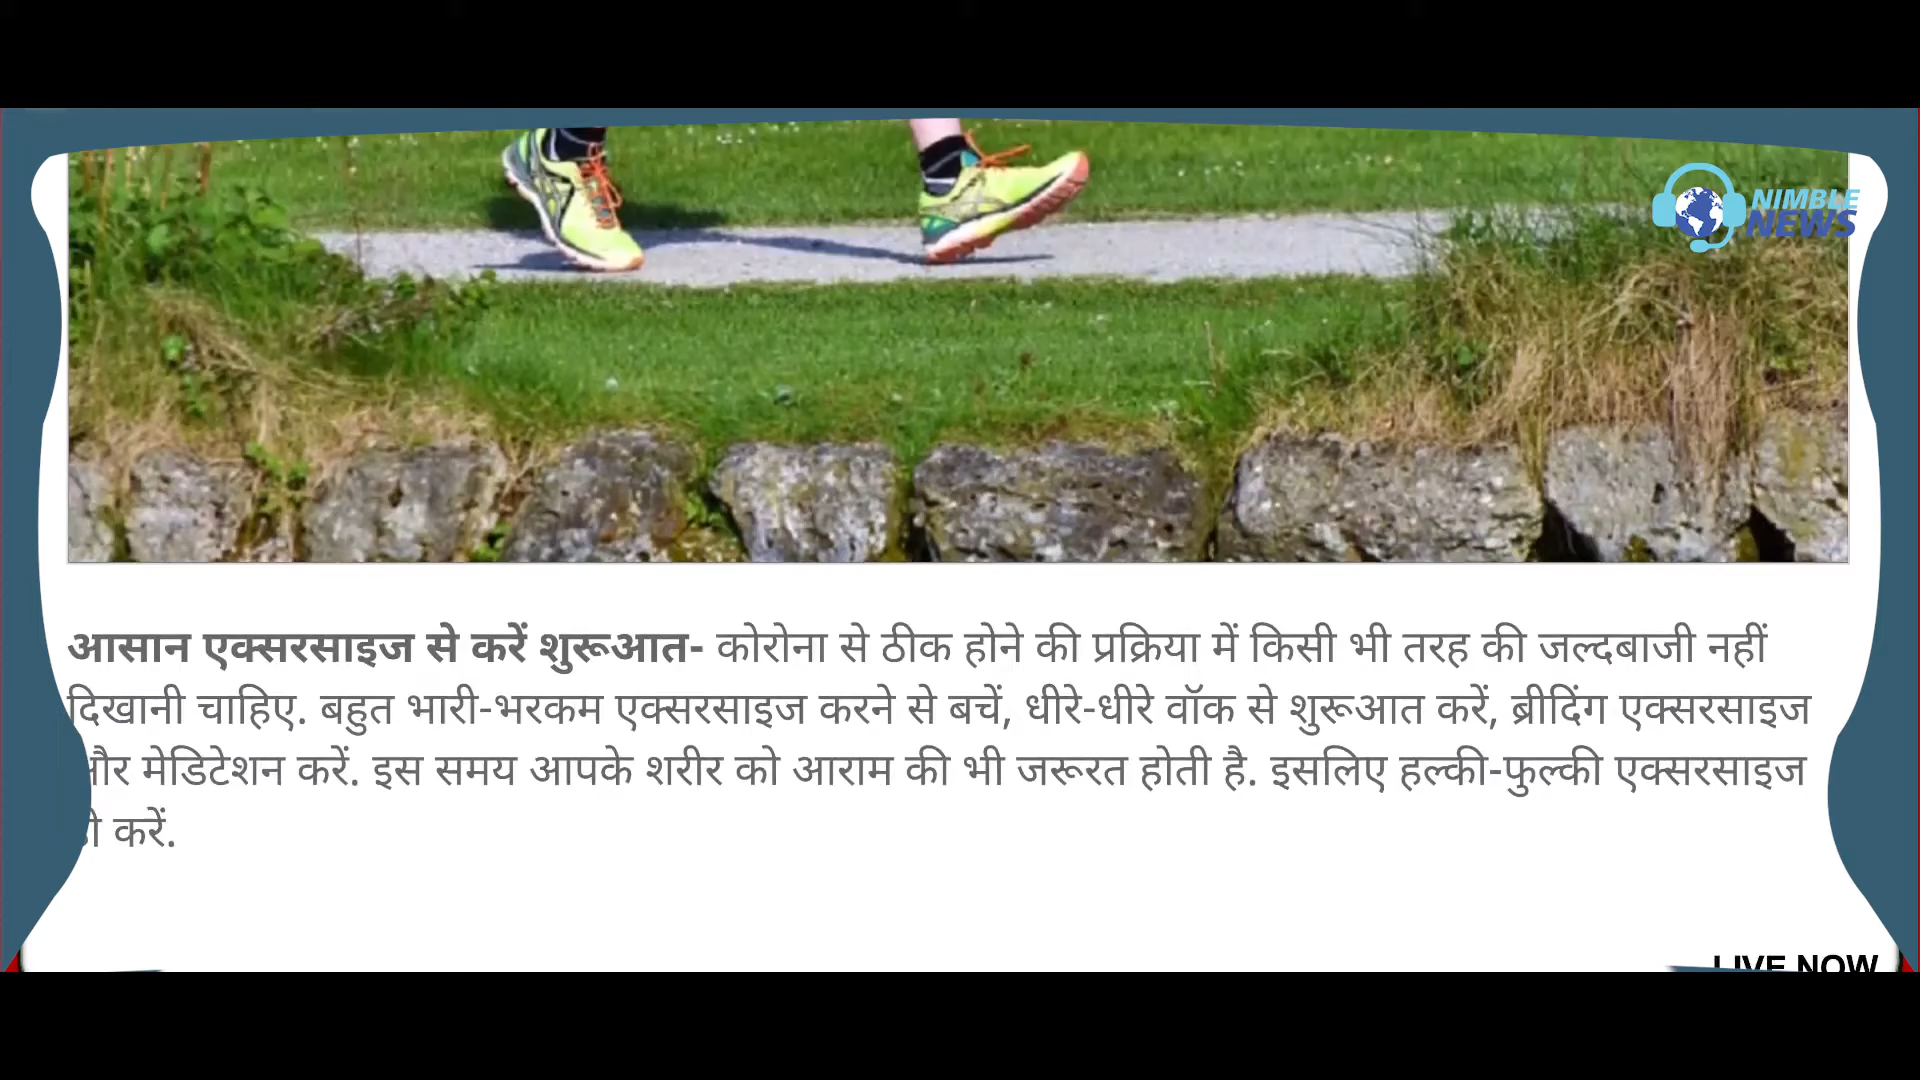 NIMBLE
NEWS
आसान एक्सरसाइज से करें शुरूआत- कोरोना से ठीक होने की प्रक्रिया में किसी भी तरह की जल्दबाजी नहीं
दिखानी चाहिए. बहुत भारी-भरकम एक्सरसाइज करने से बचें, धीरे-धीरे वॉक से शुरूआत करें, ब्रीदिंग एक्सरसाइज
और मेडिटेशन करें. इस समय आपके शरीर को आराम की भी जरूरत होती है. इसलिए हल्की-फुल्की एक्सरसाइज
करें.
LIVE NOW